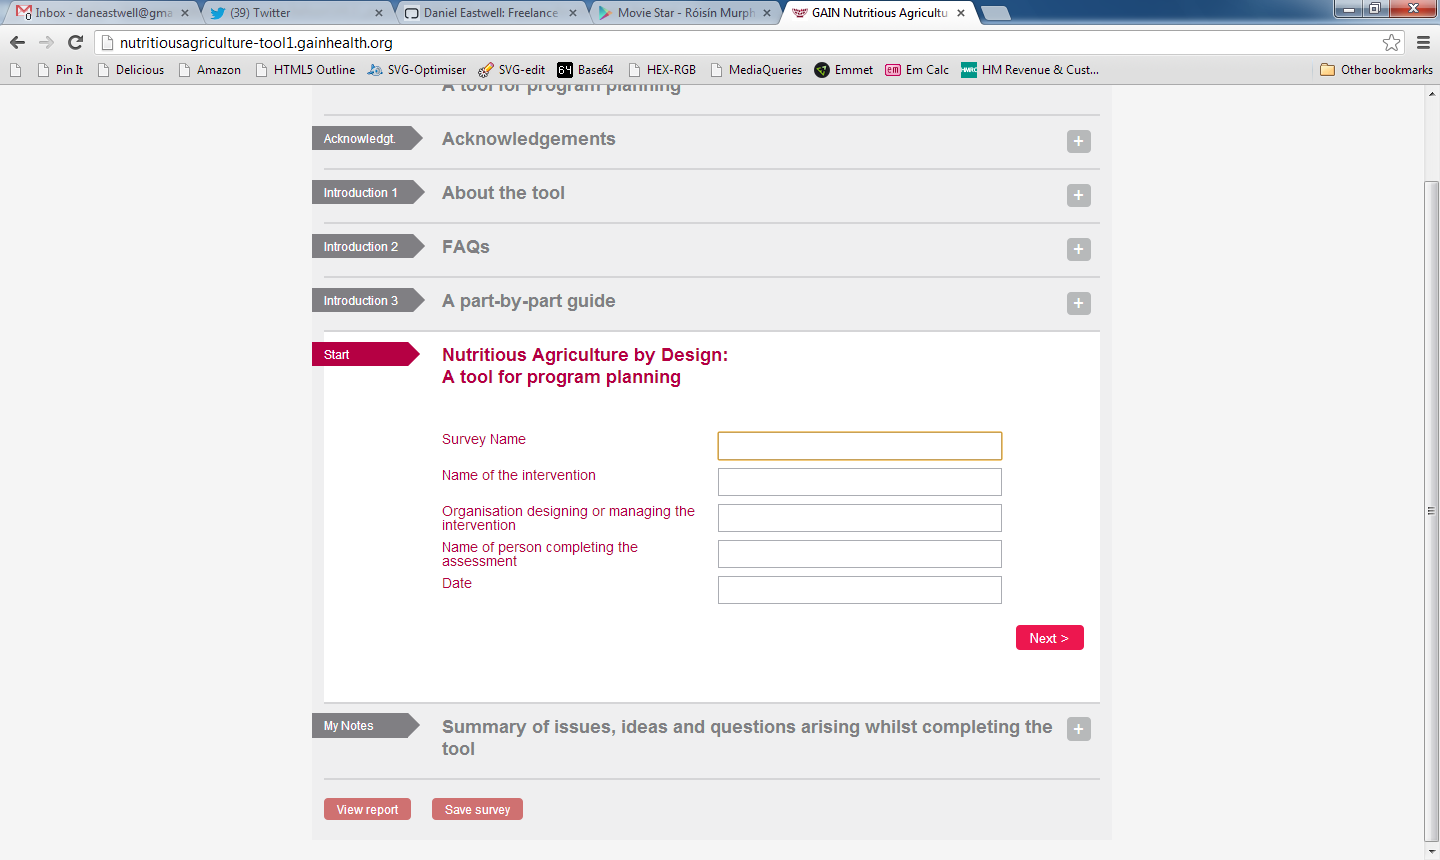 Inbox - daneastwell@gma
(39) Twitter
Daniel Eastwell: Freelance
Movie Star - Róisín Murph
GAIN Nutritious Agricultu
nutritiousagriculture-tool1.gainhealth.org
Pin It
Delicious
Amazon
HTML5 Outline
SVG-Optimiser
SVG-edit
64 Base64
HEX-RGB
MediaQueries
Emmet
em Em Calc
HMRC HM Revenue & Cust...
Other bookmarks
A tool for program planning
Acknowledgt. Acknowledgements +
Introduction 1 About the tool +
Introduction 2 FAQs +
Introduction 3 A part-by-part guide +
Start Nutritious Agriculture by Design:
A tool for program planning
Survey Name
Name of the intervention
Organisation designing or managing the
intervention
Name of person completing the
assessment
Date
Next >
My Notes Summary of issues, ideas and questions arising whilst completing the +
tool
View report Save survey